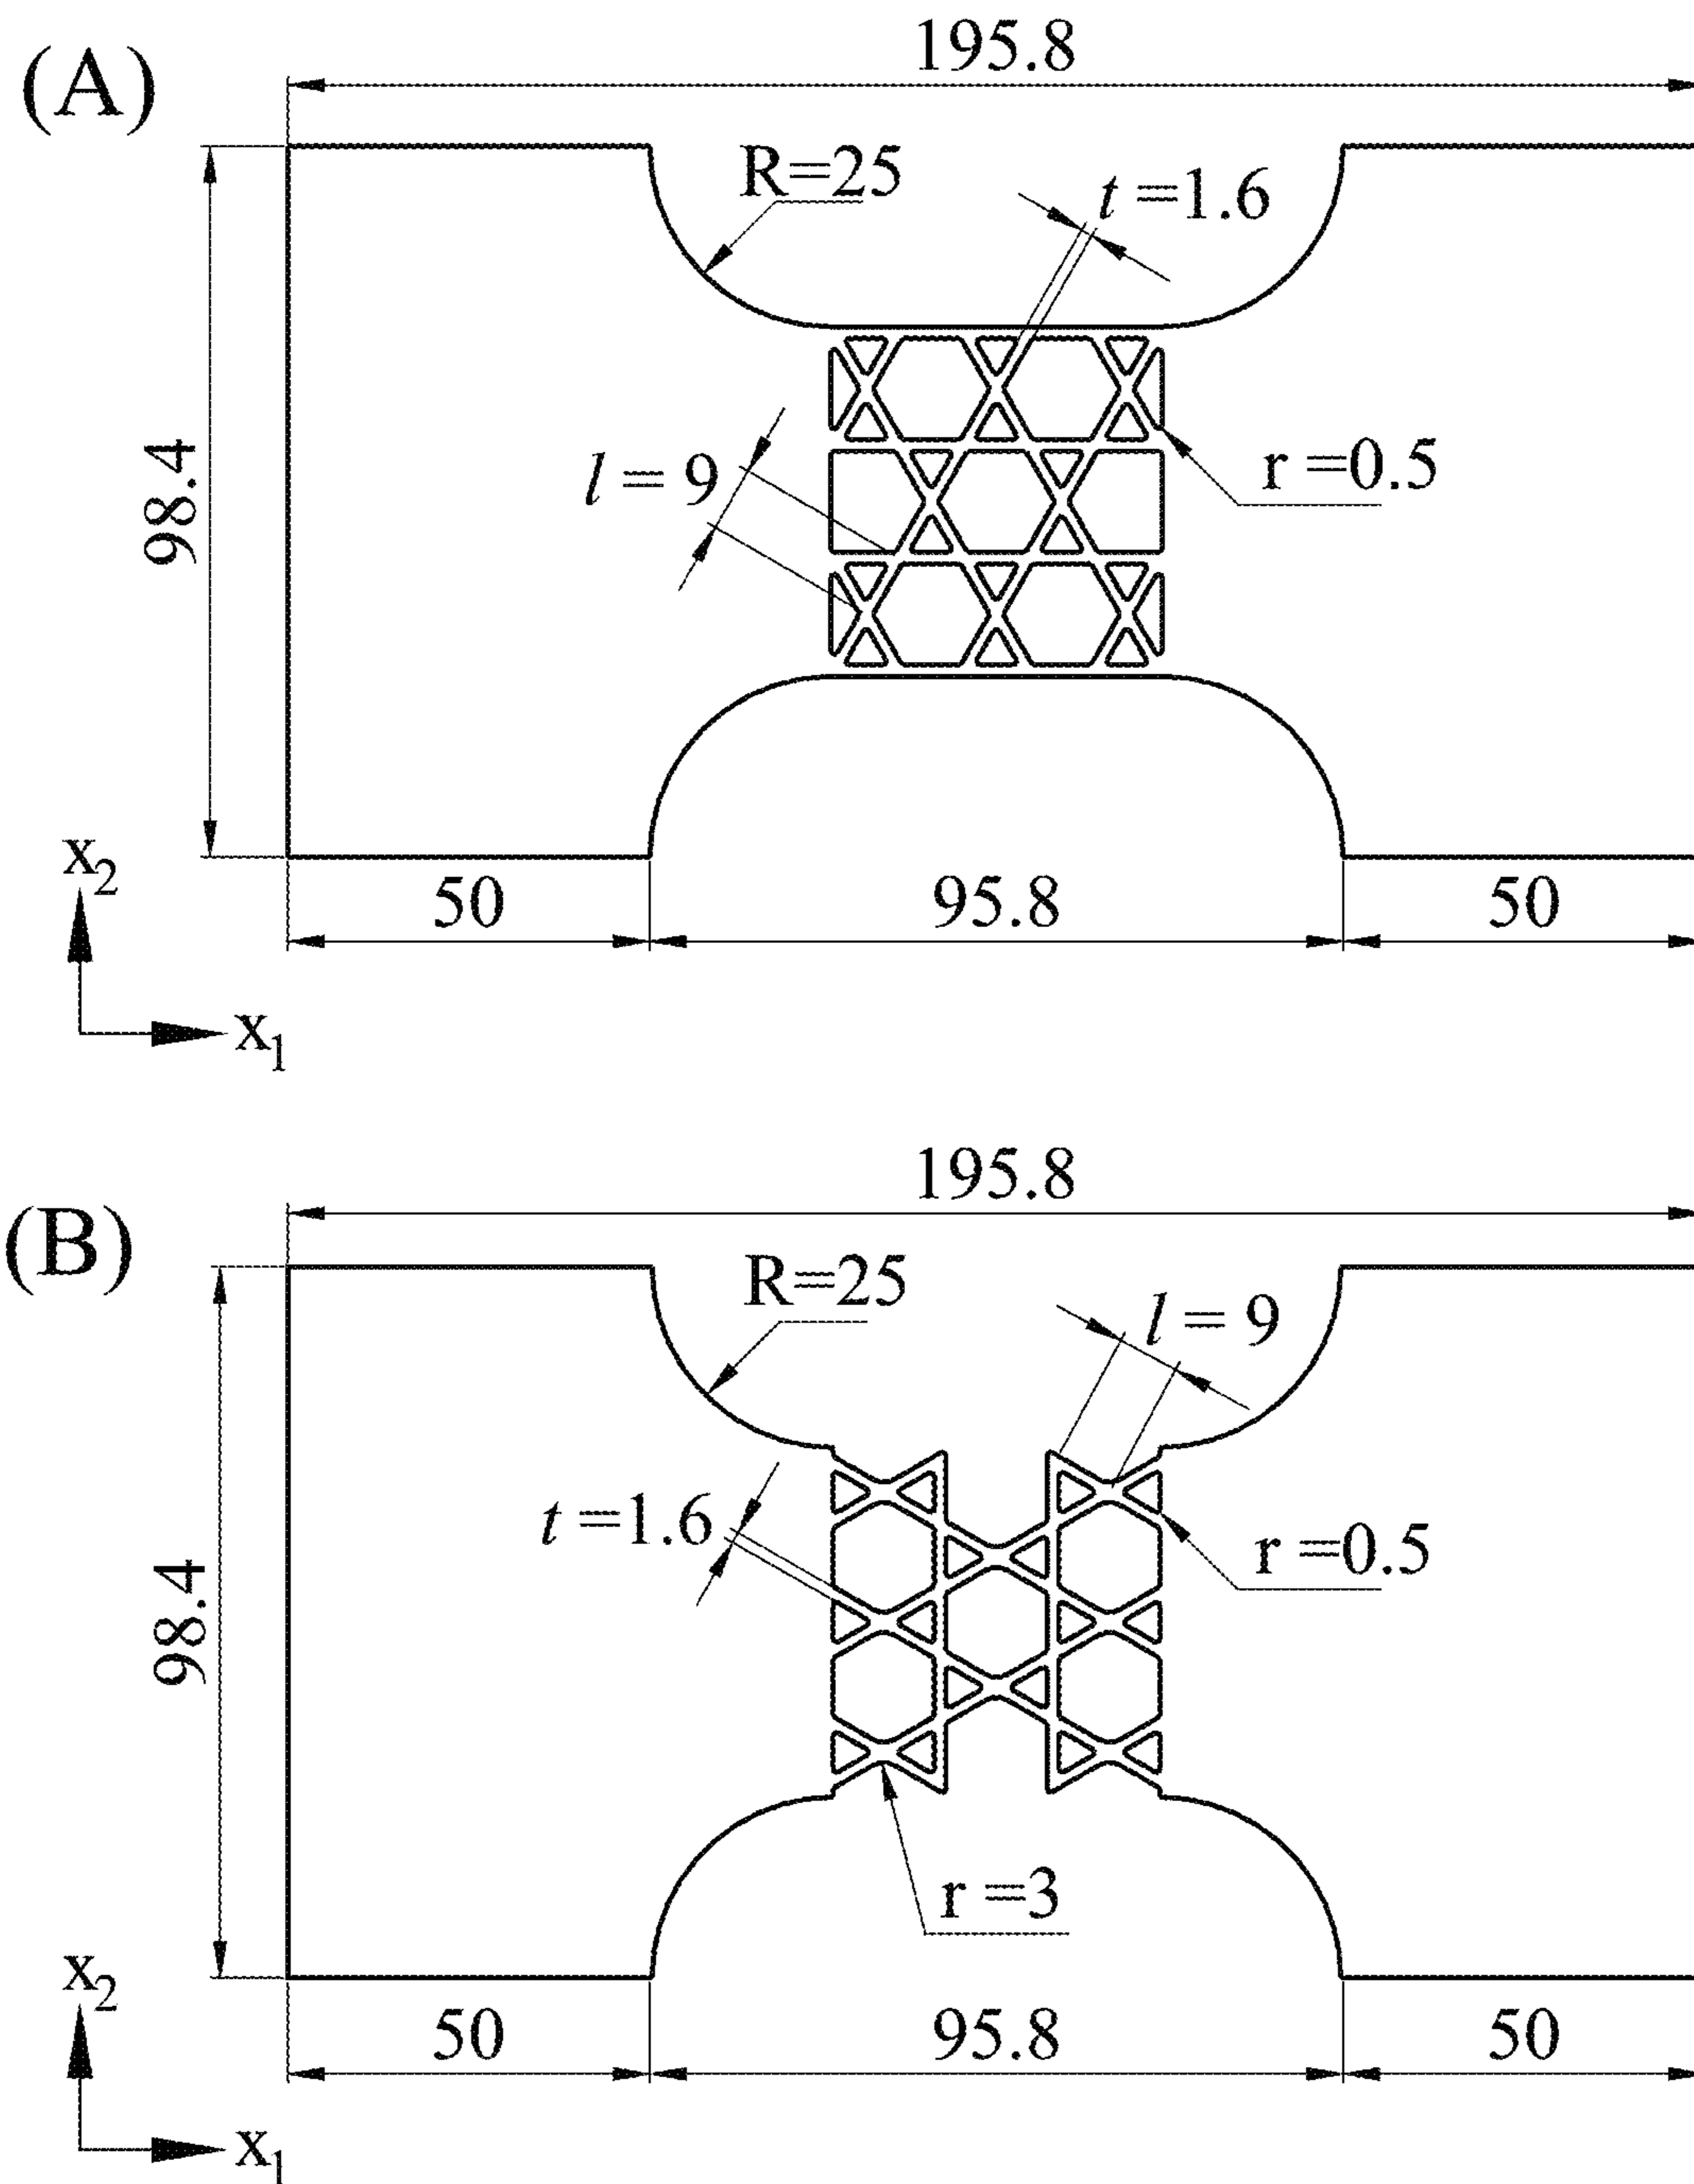 (A)
195.8
R=25
t=1.6
98.4
l = 9
r=0.5
x2
50
95.8
50
x1
(B)
195.8
R=25
l = 9
t=1.6
r=0.5
98.4
r=3
x2
50
95.8
50
x1